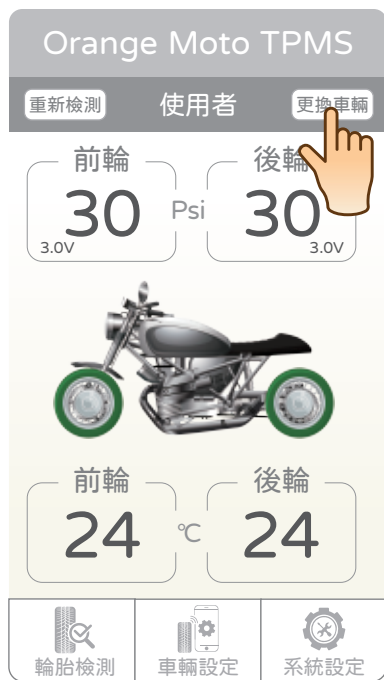 Orange Moto TPMS
重新檢測 使用者 更換車輛
前輪 後輪
30 Psi 30
3.0V 3.0V
前輪 後輪
24 ℃ 24
輪胎檢測 車輛設定 系統設定